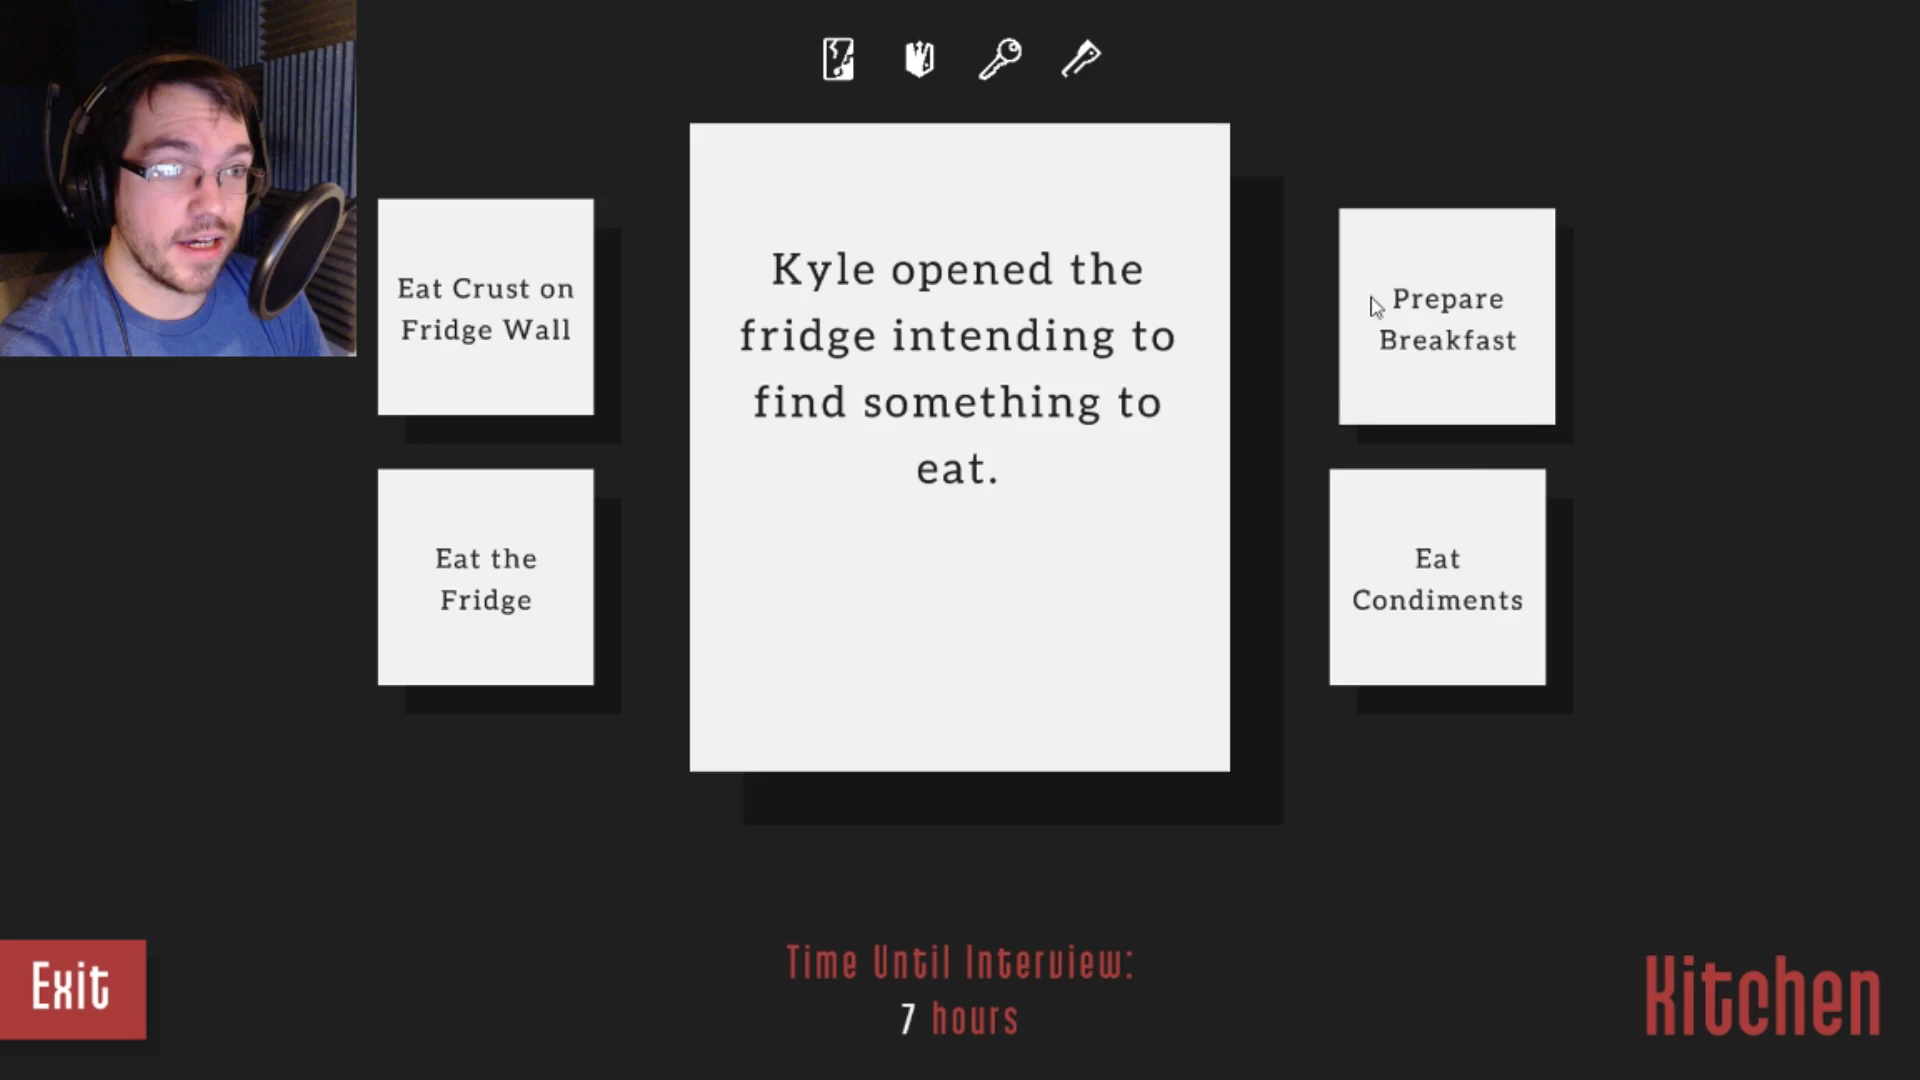 Kyle opened the
fridge intending to
find something to
eat.
Eat Crust on
Fridge Wall
Eat the
Fridge
Prepare
Breakfast
Eat
Condiments
Exit
Time Until Interview:
7 hours
Kitchen